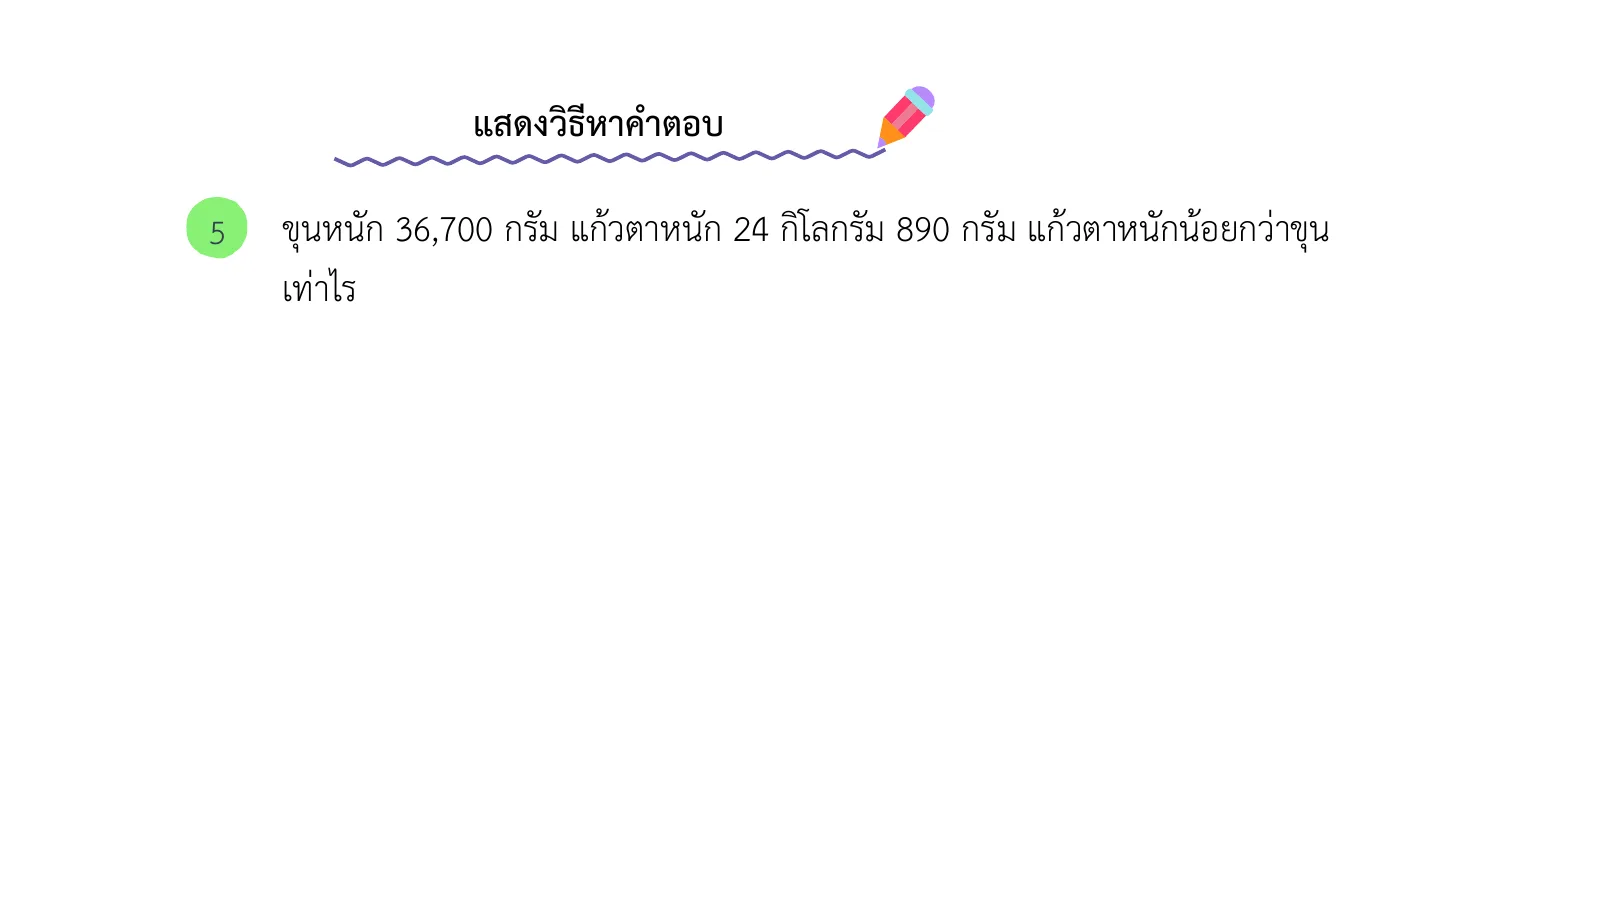 แสดงวิธีหาคำตอบ
5 ขุนหนัก 36,700 กรัม แก้วตาหนัก 24 กิโลกรัม 890 กรัม แก้วตาหนักน้อยกว่าขุน
เท่าไร